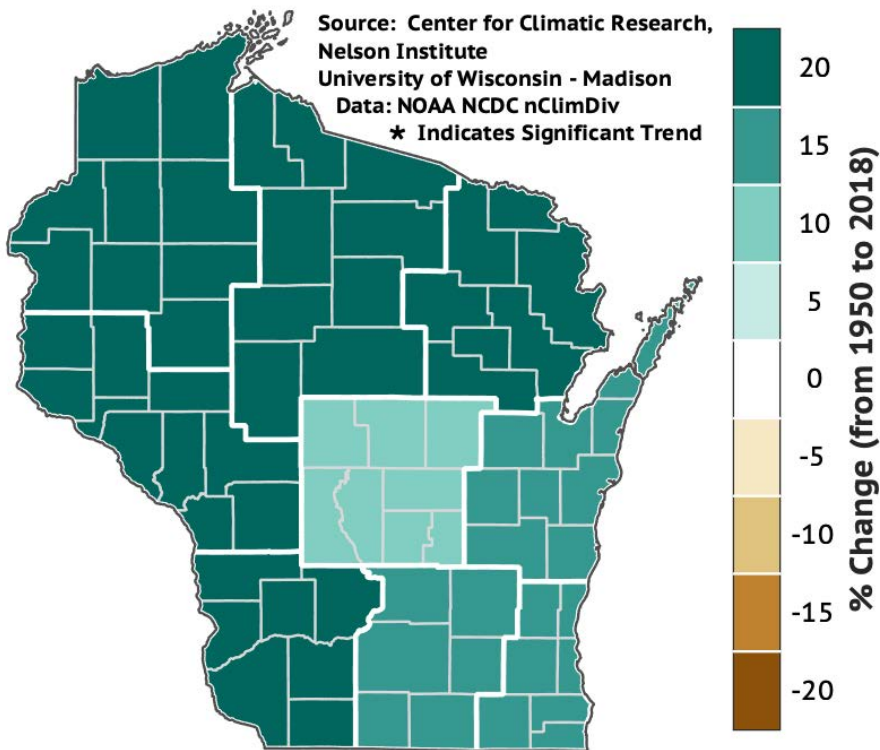 Source: Center for Climatic Research,
Nelson Institute
University of Wisconsin - Madison
Data: NOAA NCDC nClimDiv
* Indicates Significant Trend
20
15
10
5
0
-5
-10
-15
-20
% Change (from 1950 to 2018)